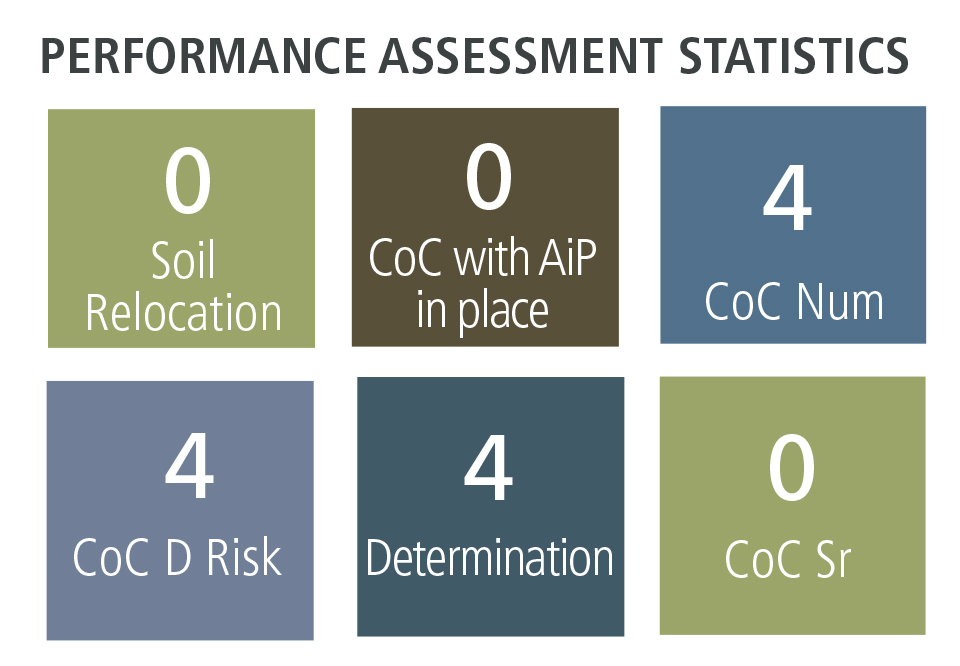 PERFORMANCE ASSESSMENT STATISTICS
0
Soil
Relocation
0
CoC with AiP
in place
4
CoC Num
4
CoC D Risk
4
Determination
0
CoC Sr